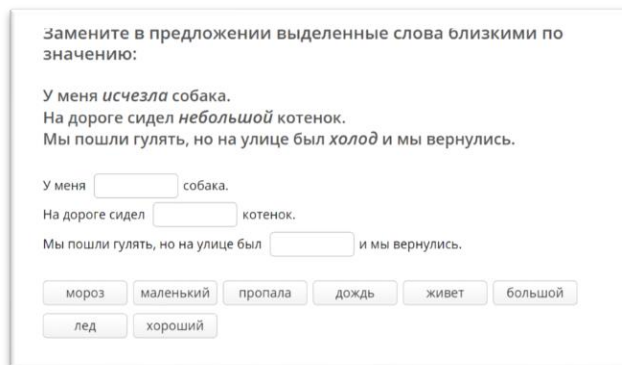 Замените в предложении выделенные слова близкими по
значению:
У меня исчезла собака.
На дороге сидел небольшой котенок.
Мы пошли гулять, но на улице был холод и мы вернулись.
У меня собака.
На дороге сидел котенок.
Мы пошли гулять, но на улице был и мы вернулись.
мороз маленький пропала дождь живет большой
лед хороший